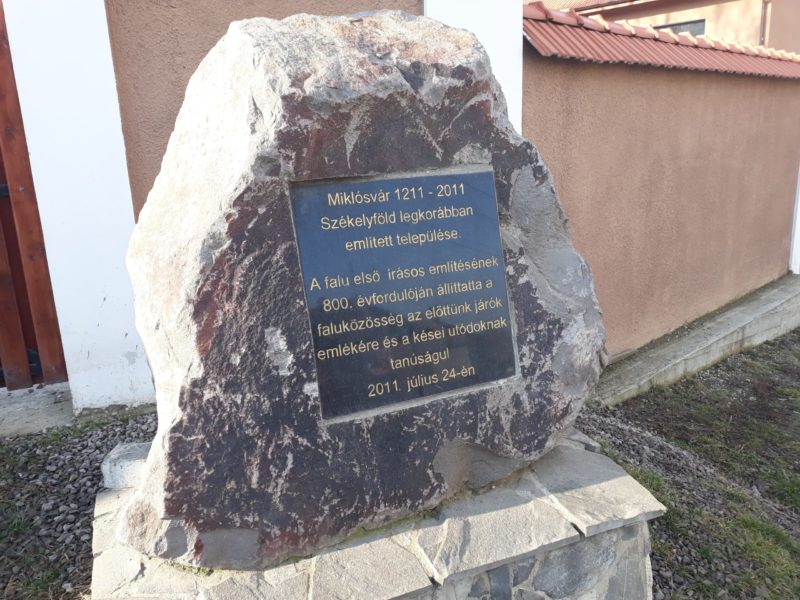 Miklósvár 1211 - 2011
Székelyföld legkorábban
említett települése.
A falu első írásos említésének
800. évfordulóján állíttatta a
faluközösség az előttünk járók
emlékére és a kései utódoknak
tanúságul
2011. július 24-én